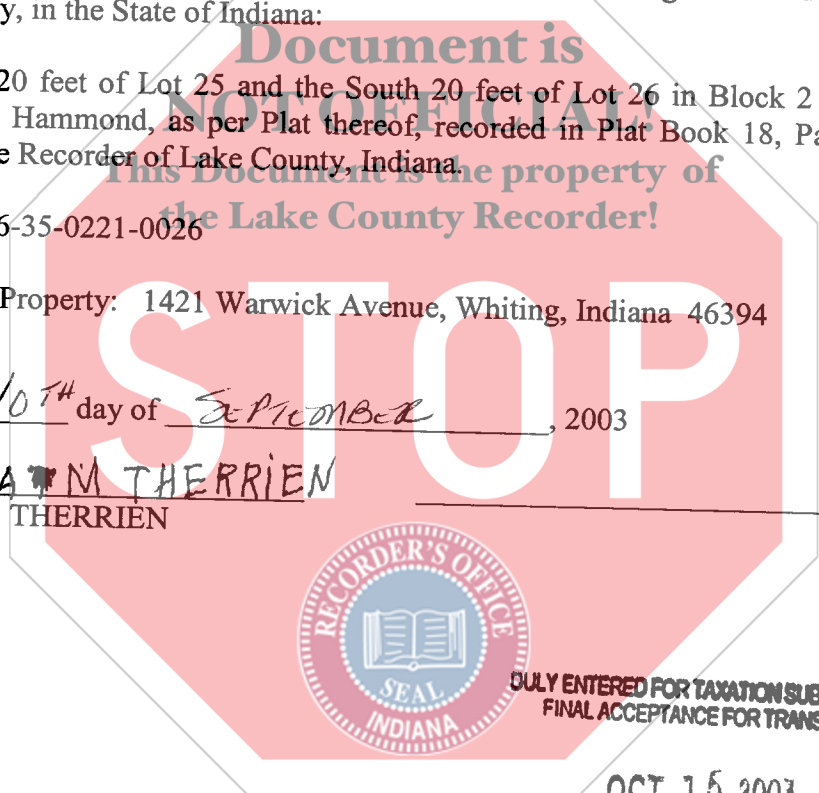 y, in the State of Indiana:
Document is
20 feet of Lot 25 and the South 20 feet of Lot 26 in Block 2
NOT OFFICIAL!
Hammond, as per Plat thereof, recorded in Plat Book 18, Pa
e Recorder of Lake County, Indiana.
This Document is the property of
the Lake County Recorder!
6-35-0221-0026
STOP
Property: 1421 Warwick Avenue, Whiting, Indiana 46394
10TH day of SEPTEMBER, 2003
A M THERRIEN
THERRIEN
RECORDER'S OFFICE
SEAL
INDIANA
DULY ENTERED FOR TAXATION SUB
FINAL ACCEPTANCE FOR TRANS
OCT 15 2003